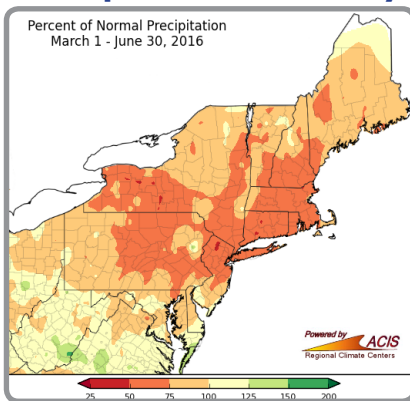 Percent of Normal Precipitation
March 1 - June 30, 2016
Powered by
ACIS
Regional Climate Centers
25 50 75 100 125 150 200